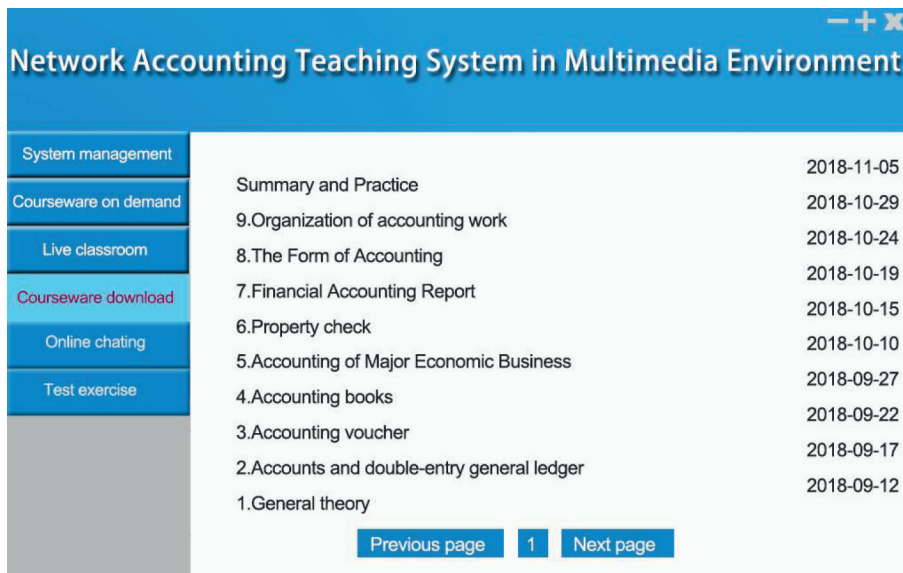 Network Accounting Teaching System in Multimedia Environment
System management
Courseware on demand
Live classroom
Courseware download
Online chating
Test exercise
2018-11-05
Summary and Practice
2018-10-29
9.Organization of accounting work
2018-10-24
8.The Form of Accounting
2018-10-19
7.Financial Accounting Report
2018-10-15
6.Property check
2018-10-10
5.Accounting of Major Economic Business
2018-09-27
4.Accounting books
2018-09-22
3.Accounting voucher
2018-09-17
2.Accounts and double-entry general ledger
2018-09-12
1.General theory
Previous page 1 Next page